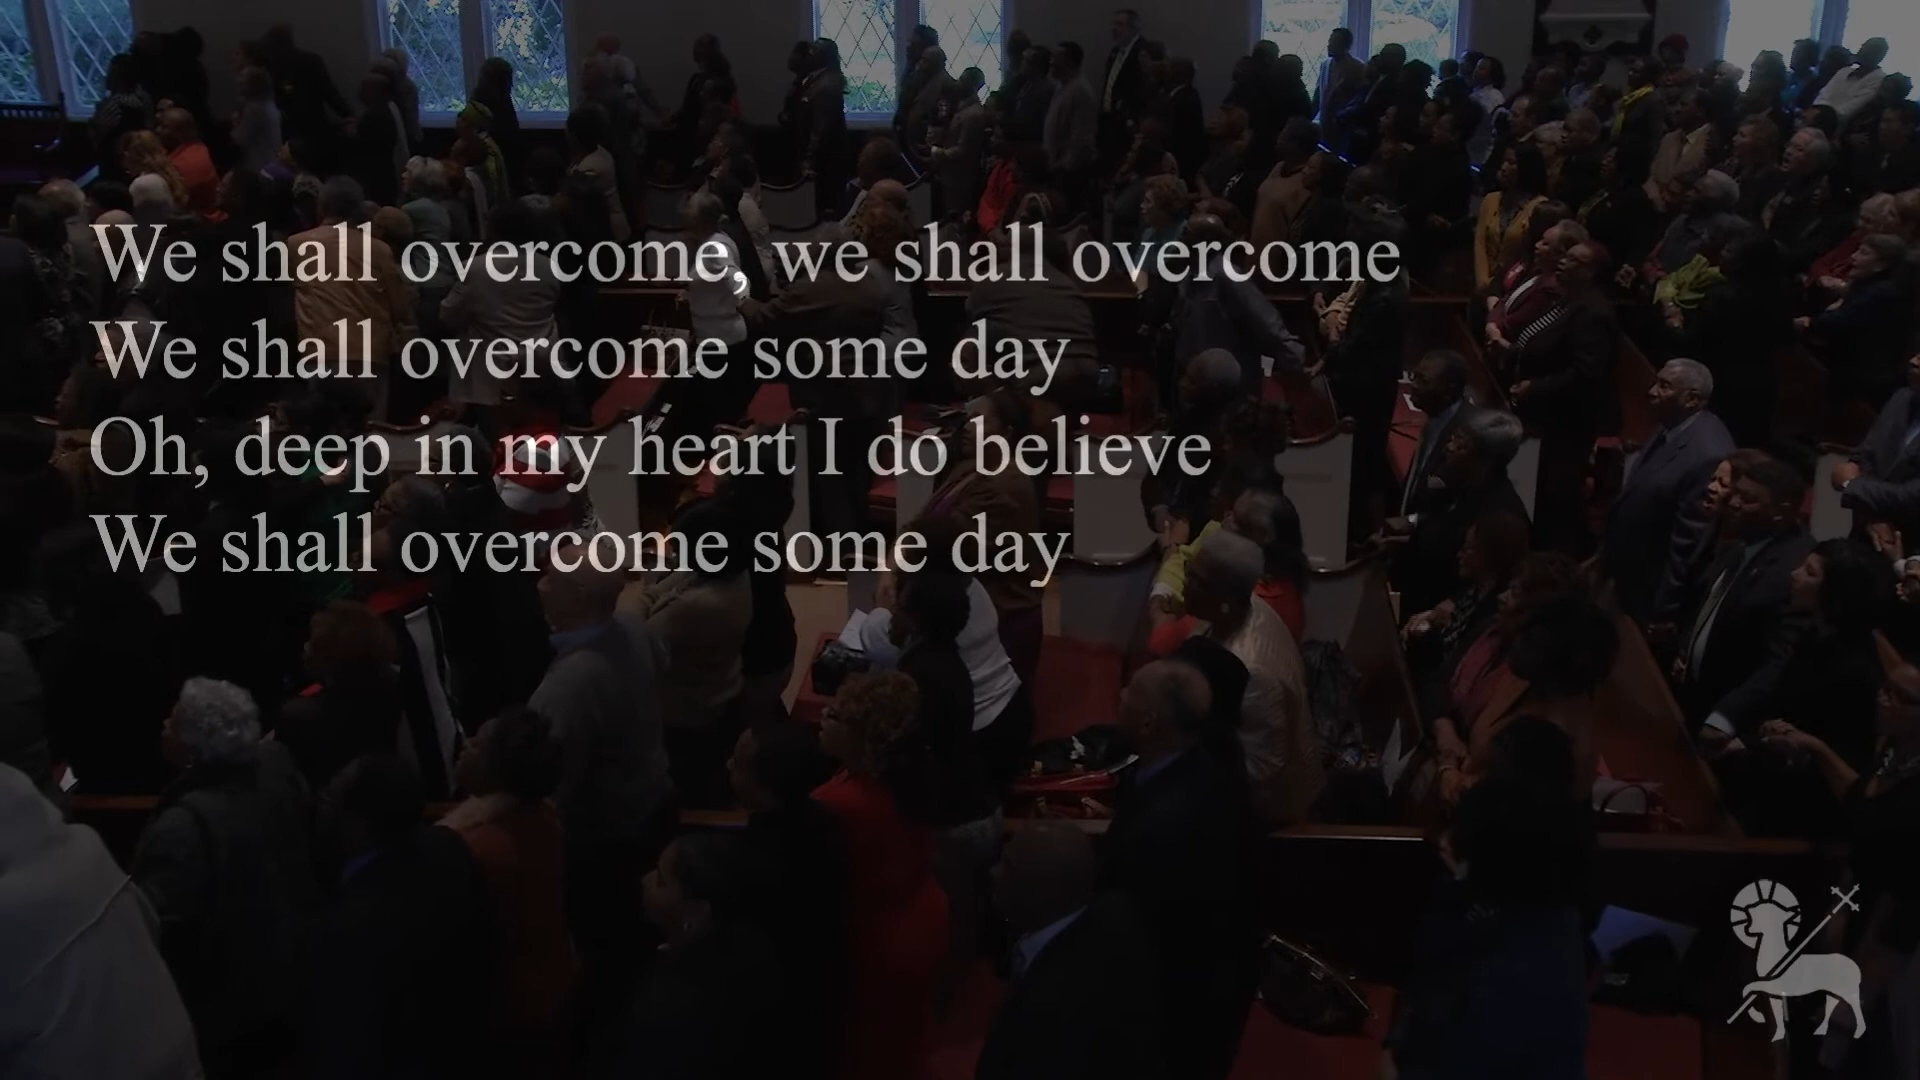 We shall overcome, we shall overcome
We shall overcome some day
Oh, deep in my heart I do believe
We shall overcome some day